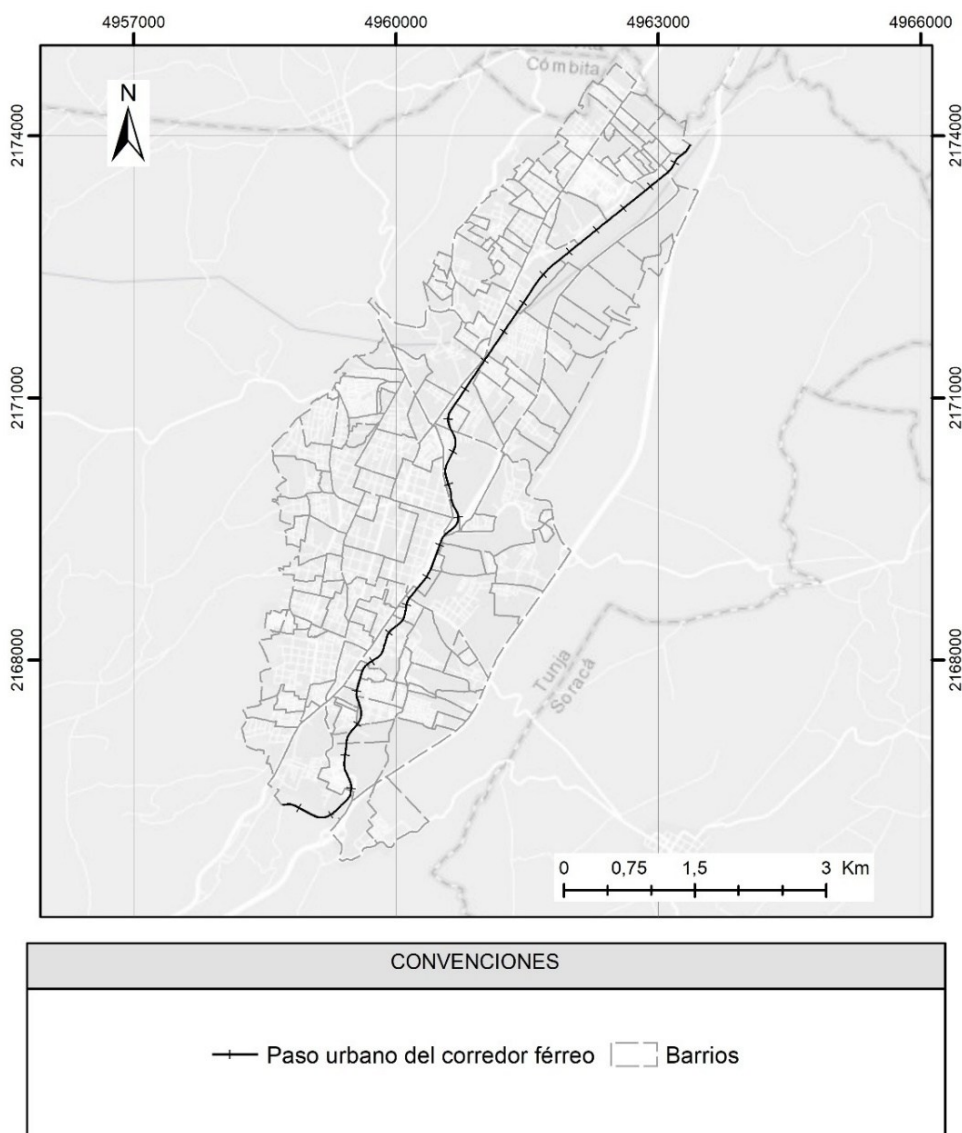 4957000 4960000 4963000 4966000
Cómbita
N
2174000 2174000
2171000 2171000
2168000 2168000
Tunja
Soracá
0 0,75 1,5 3 Km
CONVENCIONES
Paso urbano del corredor férreo Barrios